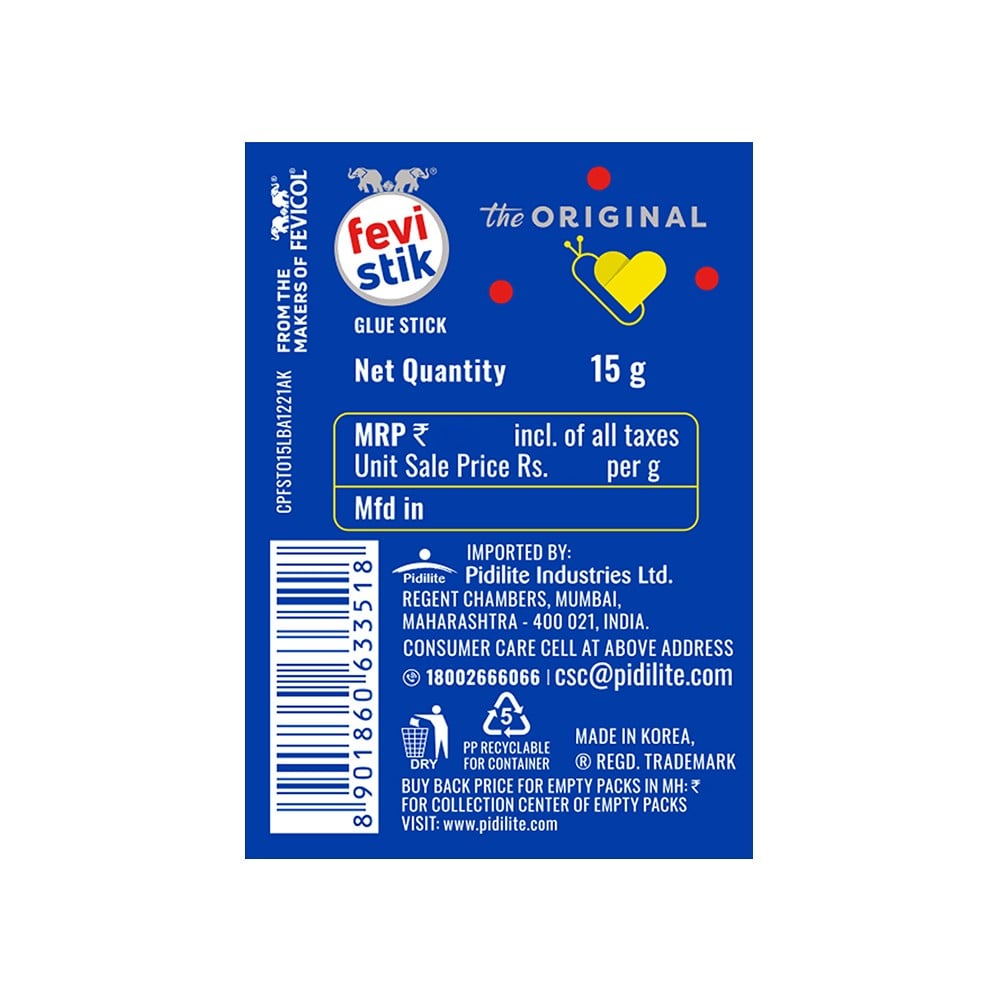 FROM THE
MAKERS OF FEVICOL®
CPFST015LBA1221AK
®
fevi
stik
GLUE STICK
the ORIGINAL
Net Quantity 15 g
MRP ₹ incl. of all taxes
Unit Sale Price Rs. per g
Mfd in
8 901860 633518
Pidilite
IMPORTED BY:
Pidilite Industries Ltd.
REGENT CHAMBERS, MUMBAI,
MAHARASHTRA - 400 021, INDIA.
CONSUMER CARE CELL AT ABOVE ADDRESS
18002666066 | csc@pidilite.com
DRY
5
PP RECYCLABLE
FOR CONTAINER
MADE IN KOREA,
® REGD. TRADEMARK
BUY BACK PRICE FOR EMPTY PACKS IN MH: ₹
FOR COLLECTION CENTER OF EMPTY PACKS
VISIT: www.pidilite.com